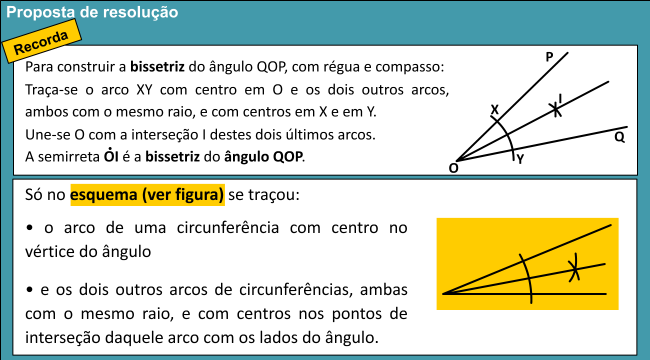 Proposta de resolução
Recorda
Para construir a bissetriz do ângulo QOP, com régua e compasso:
Traça-se o arco XY com centro em O e os dois outros arcos,
ambos com o mesmo raio, e com centros em X e em Y.
Une-se O com a interseção I destes dois últimos arcos.
A semirreta ȮI é a bissetriz do ângulo QOP.
P
X
I
Q
Y
O
Só no esquema (ver figura) se traçou:
• o arco de uma circunferência com centro no
vértice do ângulo
• e os dois outros arcos de circunferências, ambas
com o mesmo raio, e com centros nos pontos de
interseção daquele arco com os lados do ângulo.